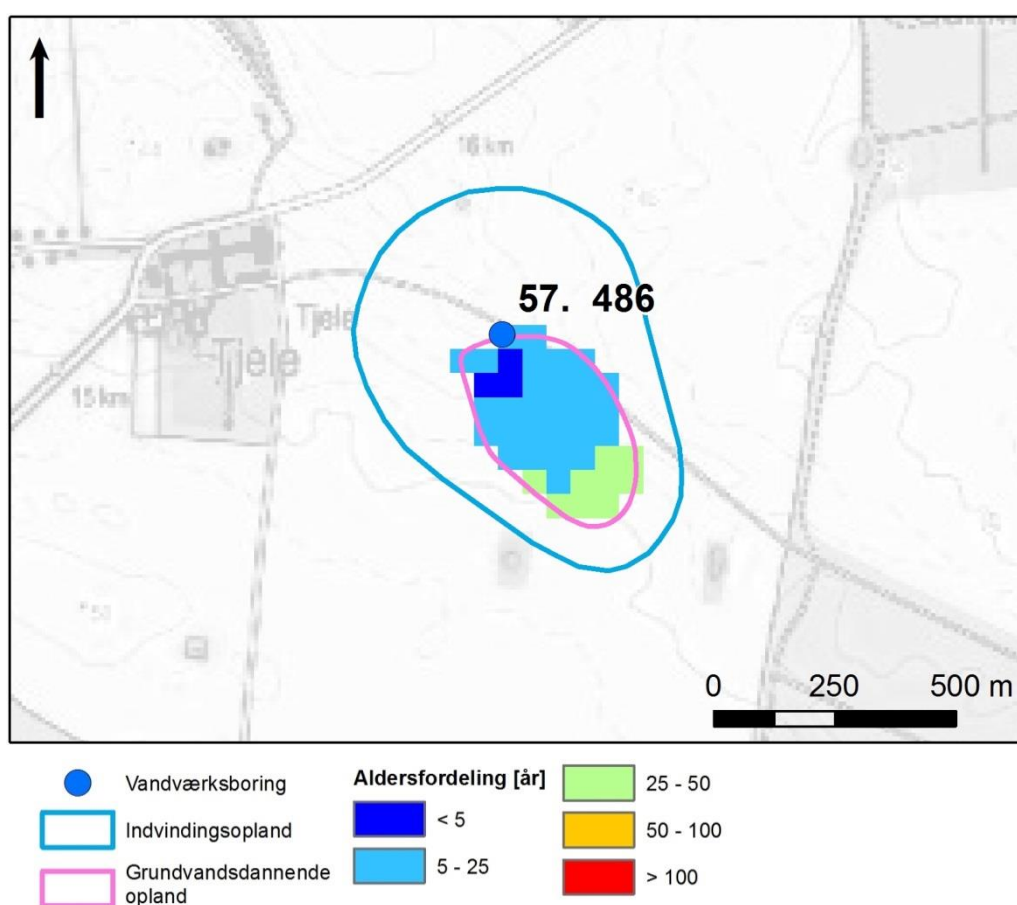 16 km
57. 486
Tjele
Tjele
15 km
0 250 500 m
Vandværksboring
Indvindingsopland
Grundvandsdannende
opland
Aldersfordeling [år]
< 5
5 - 25
25 - 50
50 - 100
> 100